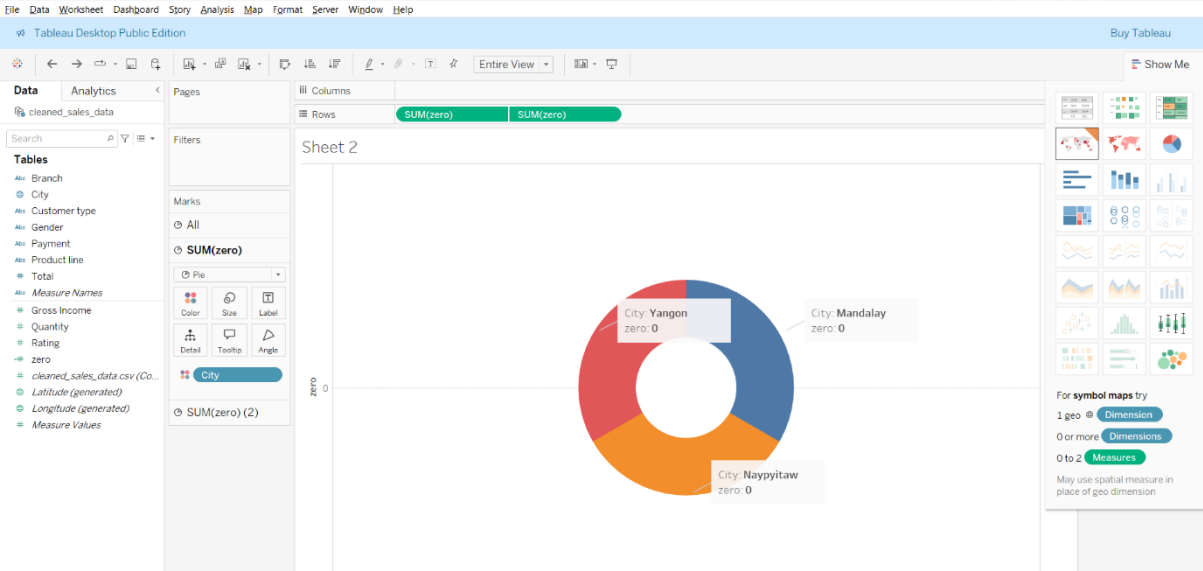 File Data Worksheet Dashboard Story Analysis Map Format Server Window Help
Tableau Desktop Public Edition
Buy Tableau
Entire View
Show Me
Data Analytics
cleaned_sales_data
Search
Tables
Abc Branch
City
Abc Customer type
Abc Gender
Abc Payment
Abc Product line
# Total
Abc Measure Names
# Gross Income
# Quantity
# Rating
=# zero
# cleaned_sales_data.csv (Co...
Latitude (generated)
Longitude (generated)
# Measure Values
Pages
Filters
Marks
All
SUM(zero)
Pie
Color Size Label
Detail Tooltip Angle
City
SUM(zero) (2)
Columns
Rows
SUM(zero) SUM(zero)
Sheet 2
zero
0
City: Yangon
zero: 0
City: Mandalay
zero: 0
City: Naypyitaw
zero: 0
For symbol maps try
1 geo Dimension
0 or more Dimensions
0 to 2 Measures
May use spatial measure in
place of geo dimension